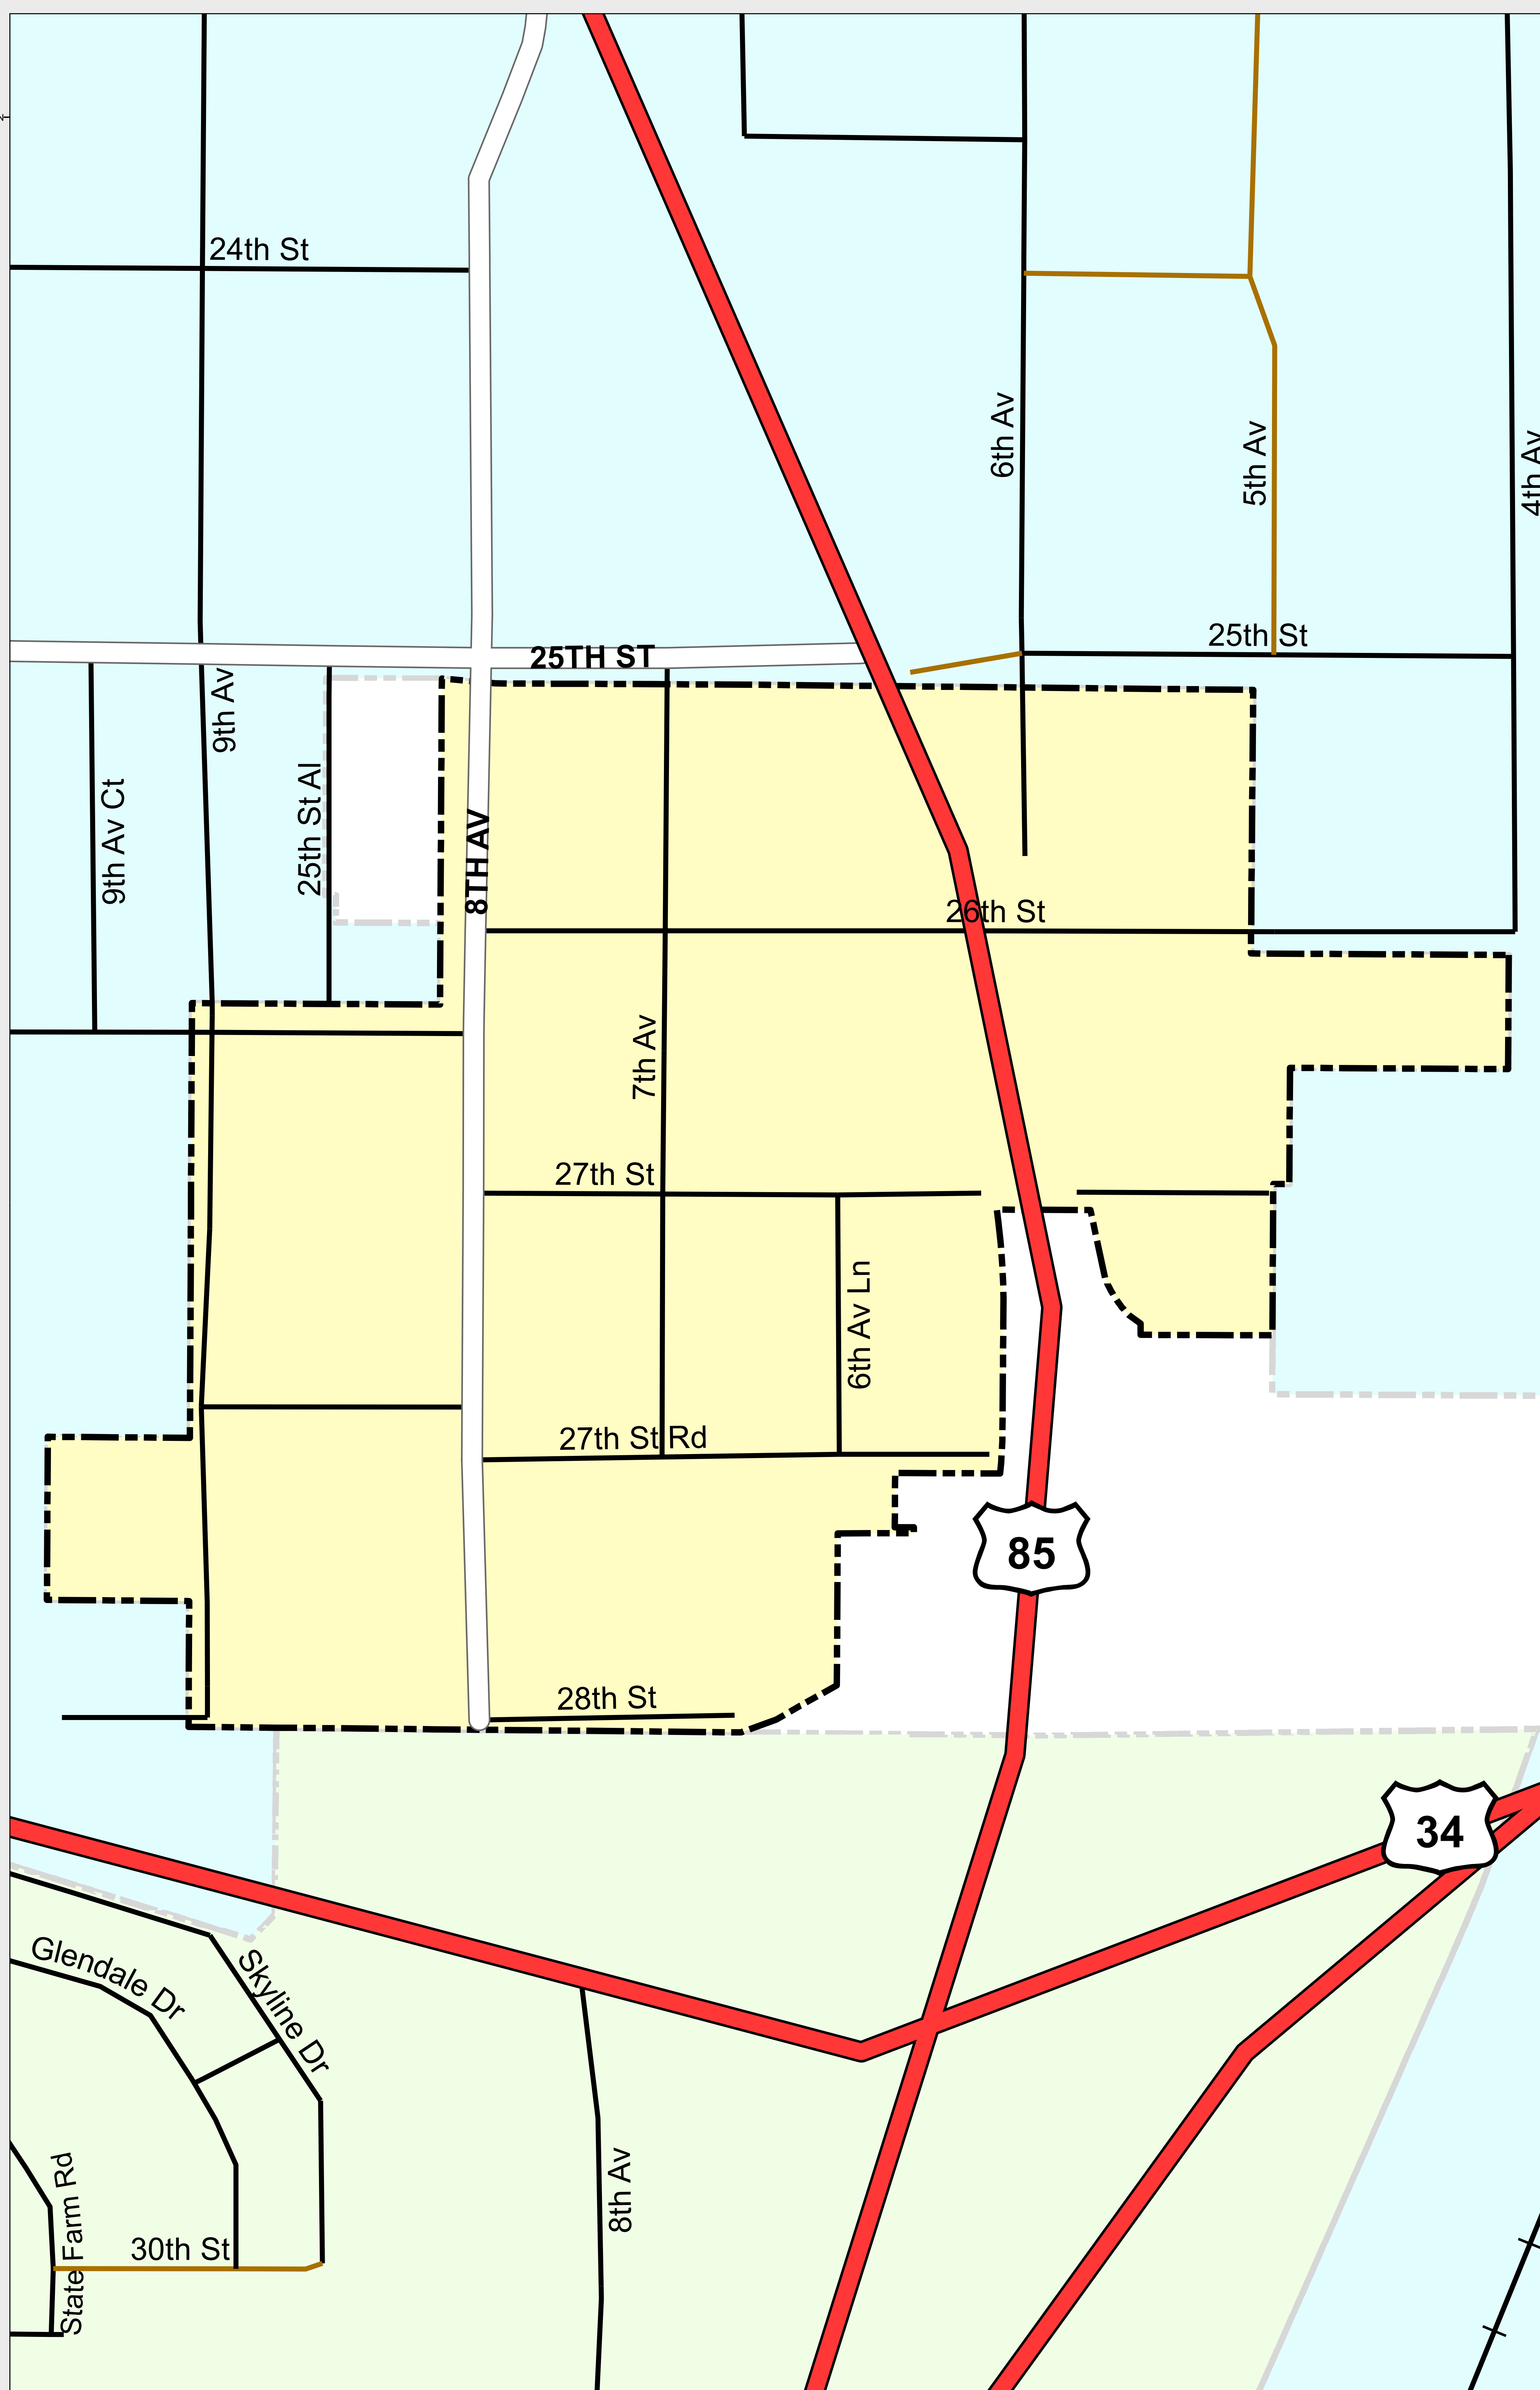 24th St
6th Av
5th Av
4th Av
25th St
25TH ST
9th Av
25th St Al
9th Av Ct
8TH AV
26th St
7th Av
27th St
6th Av Ln
27th St Rd
85
28th St
34
Glendale Dr
Skyline Dr
8th Av
State Farm Rd
30th St